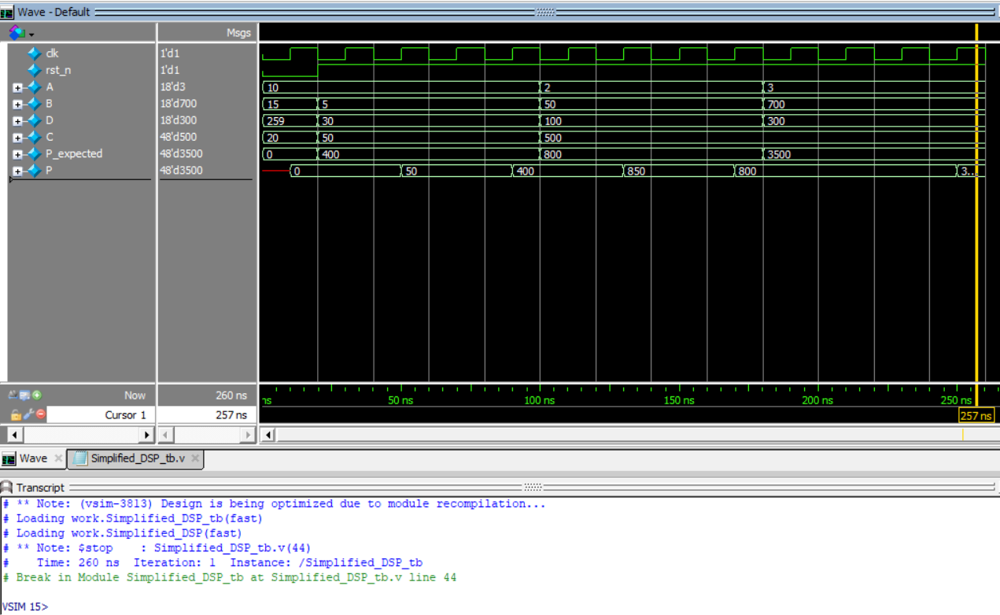 Wave - Default
Msgs
clk 1'd1
rst_n 1'd1
A 18'd3 10 2 3
B 18'd700 15 5 50 700
D 18'd300 259 30 100 300
C 48'd500 20 50 500
P_expected 48'd3500 0 400 800 3500
P 48'd3500 0 50 400 850 800 3...
Now 260 ns ns 50 ns 100 ns 150 ns 200 ns 250 ns
Cursor 1 257 ns 257 ns
Wave Simplified_DSP_tb.v
Transcript
# ** Note: (vsim-3813) Design is being optimized due to module recompilation...
# Loading work.Simplified_DSP_tb(fast)
# Loading work.Simplified_DSP(fast)
# ** Note: $stop    : Simplified_DSP_tb.v(44)
#    Time: 260 ns  Iteration: 1  Instance: /Simplified_DSP_tb
# Break in Module Simplified_DSP_tb at Simplified_DSP_tb.v line 44
VSIM 15>